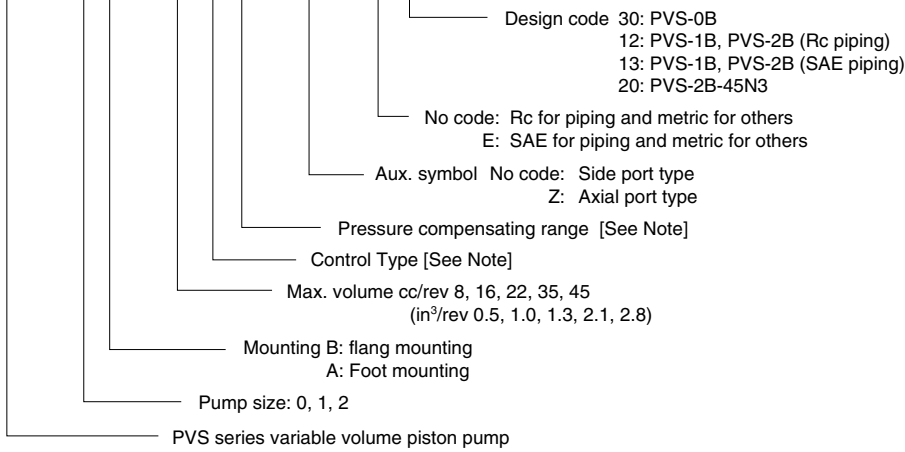 Design code 30: PVS-0B
12: PVS-1B, PVS-2B (Rc piping)
13: PVS-1B, PVS-2B (SAE piping)
20: PVS-2B-45N3
No code: Rc for piping and metric for others
E: SAE for piping and metric for others
Aux. symbol No code: Side port type
Z: Axial port type
Pressure compensating range [See Note]
Control Type [See Note]
Max. volume cc/rev 8, 16, 22, 35, 45
(in³/rev 0.5, 1.0, 1.3, 2.1, 2.8)
Mounting B: flang mounting
A: Foot mounting
Pump size: 0, 1, 2
PVS series variable volume piston pump